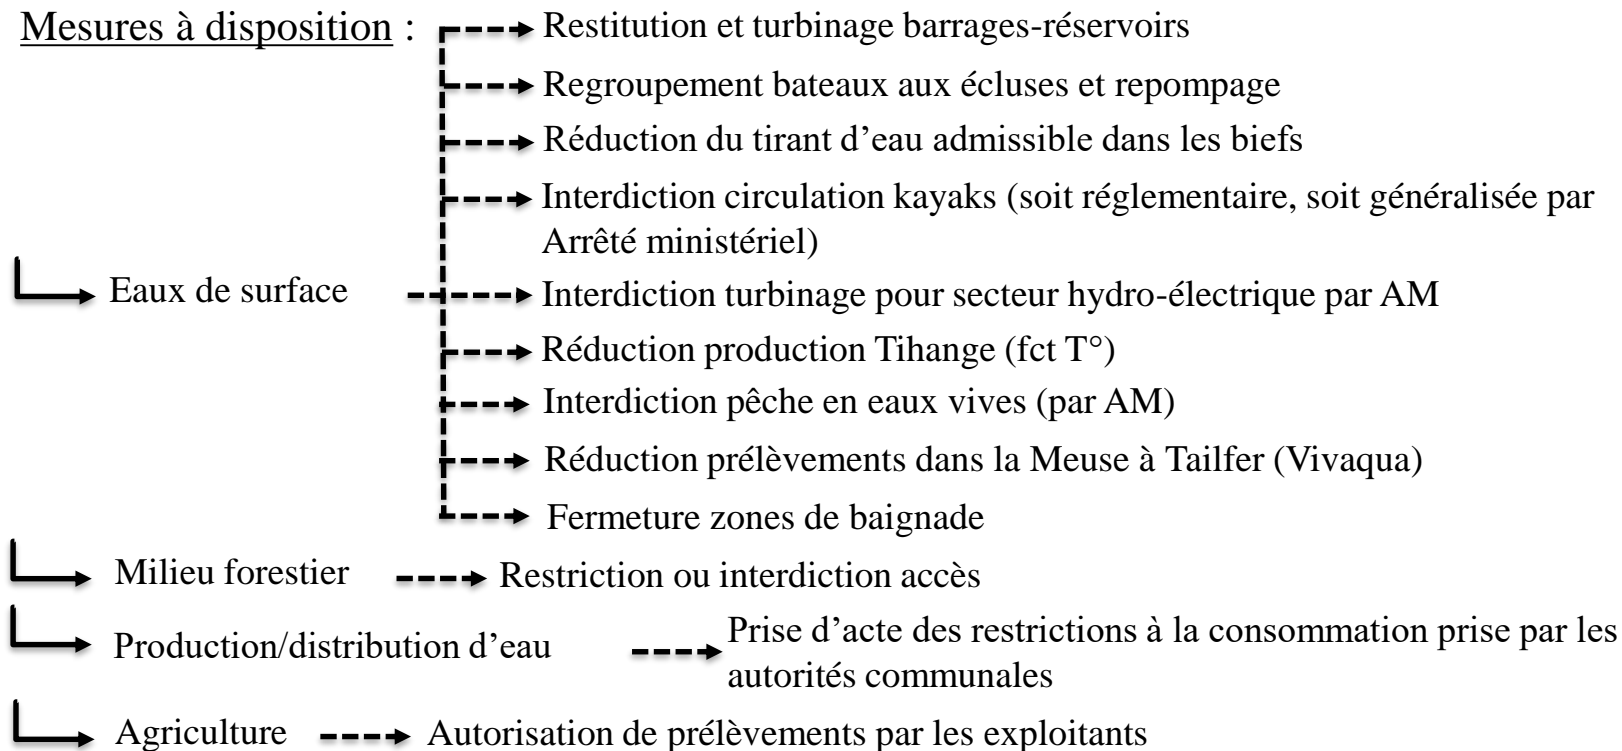 Mesures à disposition :
Restitution et turbinage barrages-réservoirs
Regroupement bateaux aux écluses et repompage
Réduction du tirant d’eau admissible dans les biefs
Interdiction circulation kayaks (soit réglementaire, soit généralisée par
Arrêté ministériel)
Eaux de surface
Interdiction turbinage pour secteur hydro-électrique par AM
Réduction production Tihange (fct T°)
Interdiction pêche en eaux vives (par AM)
Réduction prélèvements dans la Meuse à Tailfer (Vivaqua)
Fermeture zones de baignade
Milieu forestier
Restriction ou interdiction accès
Production/distribution d’eau
Prise d’acte des restrictions à la consommation prise par les
autorités communales
Agriculture
Autorisation de prélèvements par les exploitants